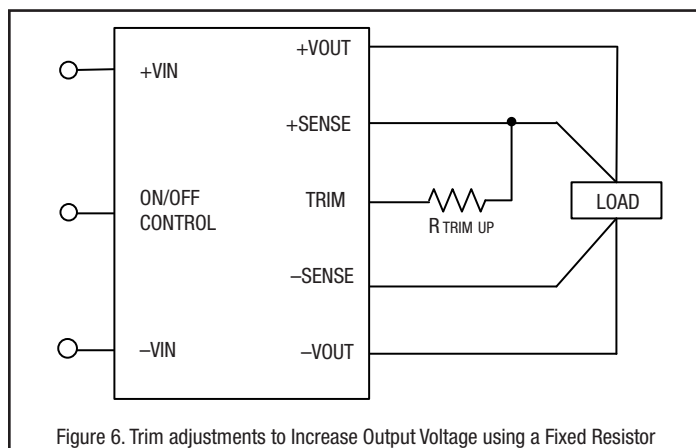 +VOUT
+VIN
+SENSE
ON/OFF
CONTROL
TRIM
R TRIM UP
LOAD
–SENSE
–VIN
–VOUT
Figure 6. Trim adjustments to Increase Output Voltage using a Fixed Resistor